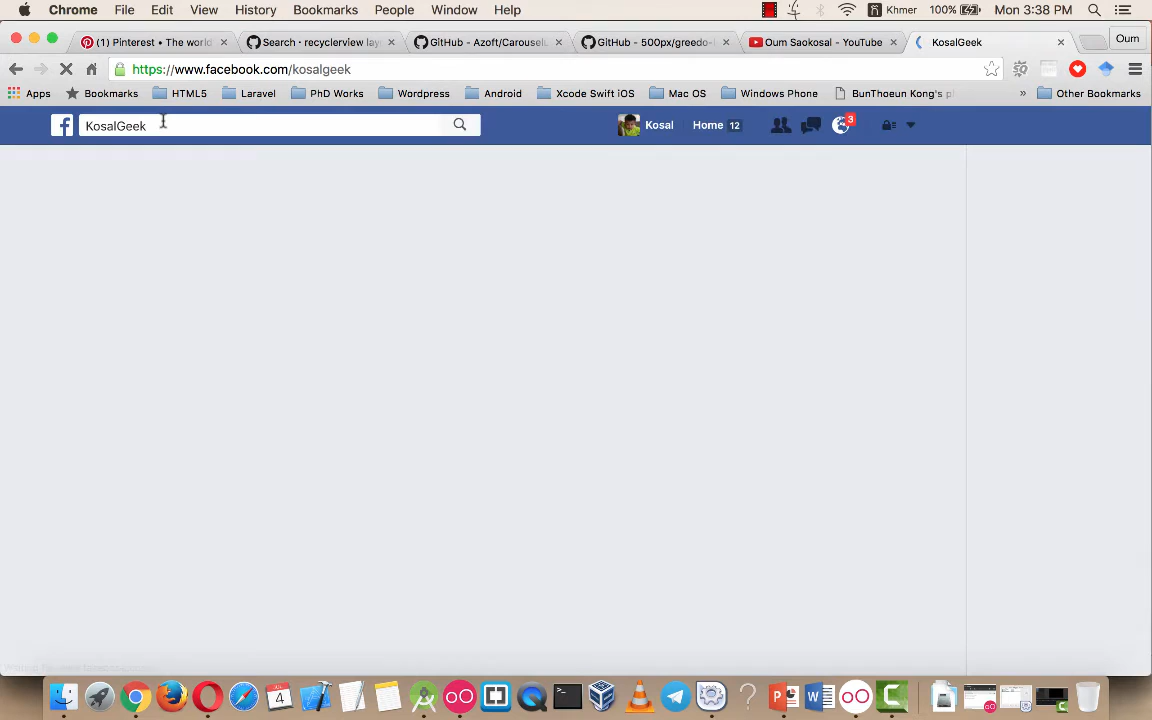 Chrome File Edit View History Bookmarks People Window Help Khmer 100% Mon 3:38 PM
(1) Pinterest • The world Search · recyclerview lay GitHub - Azoft/CarouselL GitHub - 500px/greedo-l Oum Saokosal - YouTube KosalGeek Oum
https://www.facebook.com/kosalgeek
Apps Bookmarks HTML5 Laravel PhD Works Wordpress Android Xcode Swift iOS Mac OS Windows Phone BunThoeun Kong's p » Other Bookmarks
KosalGeek Kosal Home 12 3
JUL
4